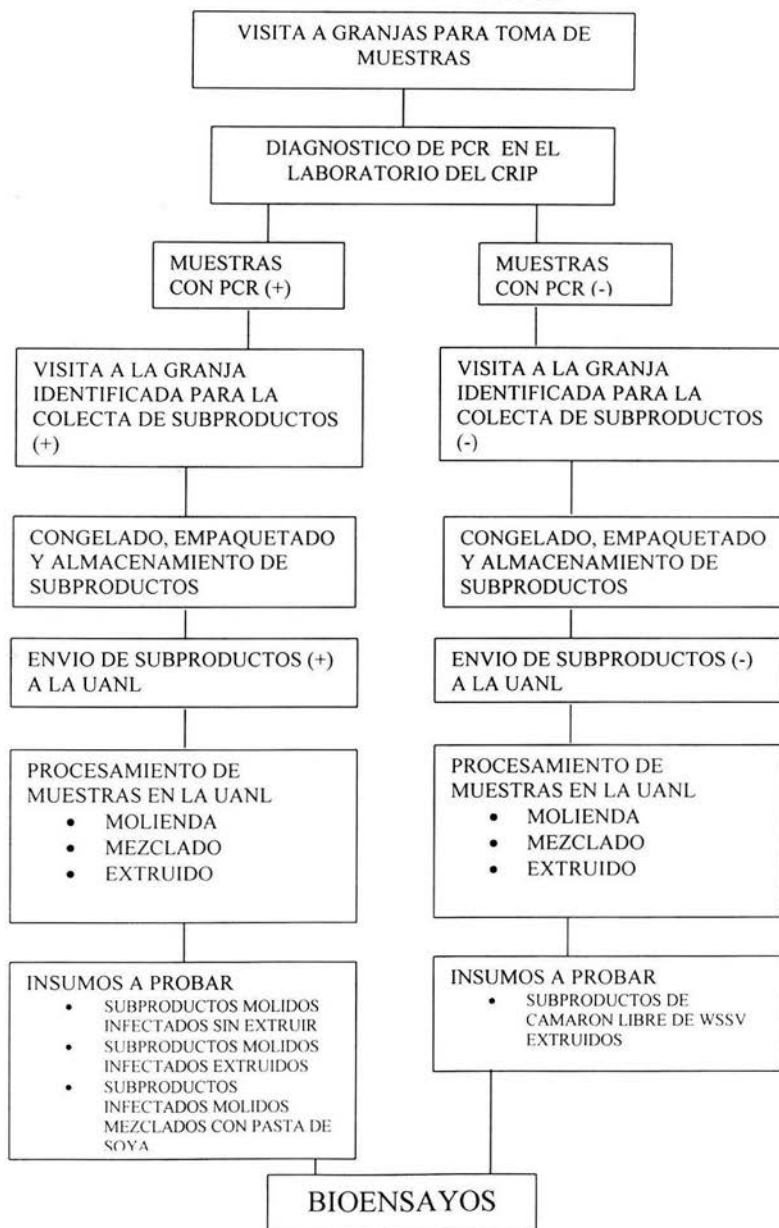 VISITA A GRANJAS PARA TOMA DE
MUESTRAS
DIAGNOSTICO DE PCR EN EL
LABORATORIO DEL CRIP
MUESTRAS
CON PCR (+)
MUESTRAS
CON PCR (-)
VISITA A LA GRANJA
IDENTIFICADA PARA LA
COLECTA DE SUBPRODUCTOS
(+)
VISITA A LA GRANJA
IDENTIFICADA PARA LA
COLECTA DE SUBPRODUCTOS
(-)
CONGELADO, EMPAQUETADO
Y ALMACENAMIENTO DE
SUBPRODUCTOS
CONGELADO, EMPAQUETADO
Y ALMACENAMIENTO DE
SUBPRODUCTOS
ENVIO DE SUBPRODUCTOS (+)
A LA UANL
ENVIO DE SUBPRODUCTOS (-)
A LA UANL
PROCESAMIENTO DE
MUESTRAS EN LA UANL
• MOLIENDA
• MEZCLADO
• EXTRUIDO
PROCESAMIENTO DE
MUESTRAS EN LA UANL
• MOLIENDA
• MEZCLADO
• EXTRUIDO
INSUMOS A PROBAR
• SUBPRODUCTOS MOLIDOS
INFECTADOS SIN EXTRUIR
• SUBPRODUCTOS MOLIDOS
INFECTADOS EXTRUIDOS
• SUBPRODUCTOS
INFECTADOS MOLIDOS
MEZCLADOS CON PASTA DE
SOYA
INSUMOS A PROBAR
• SUBPRODUCTOS DE
CAMARON LIBRE DE WSSV
EXTRUIDOS
BIOENSAYOS